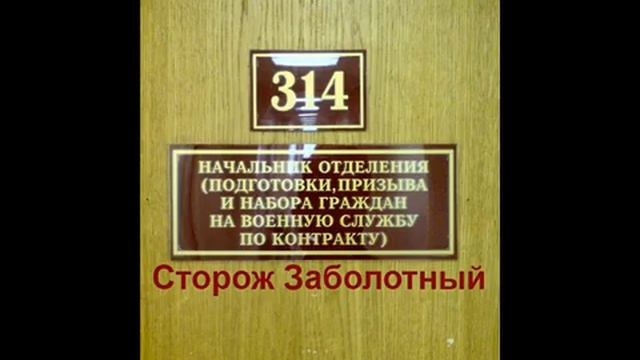 314
НАЧАЛЬНИК ОТДЕЛЕНИЯ
(ПОДГОТОВКИ, ПРИЗЫВА
И НАБОРА ГРАЖДАН
НА ВОЕННУЮ СЛУЖБУ
ПО КОНТРАКТУ)
Сторож Заболотный